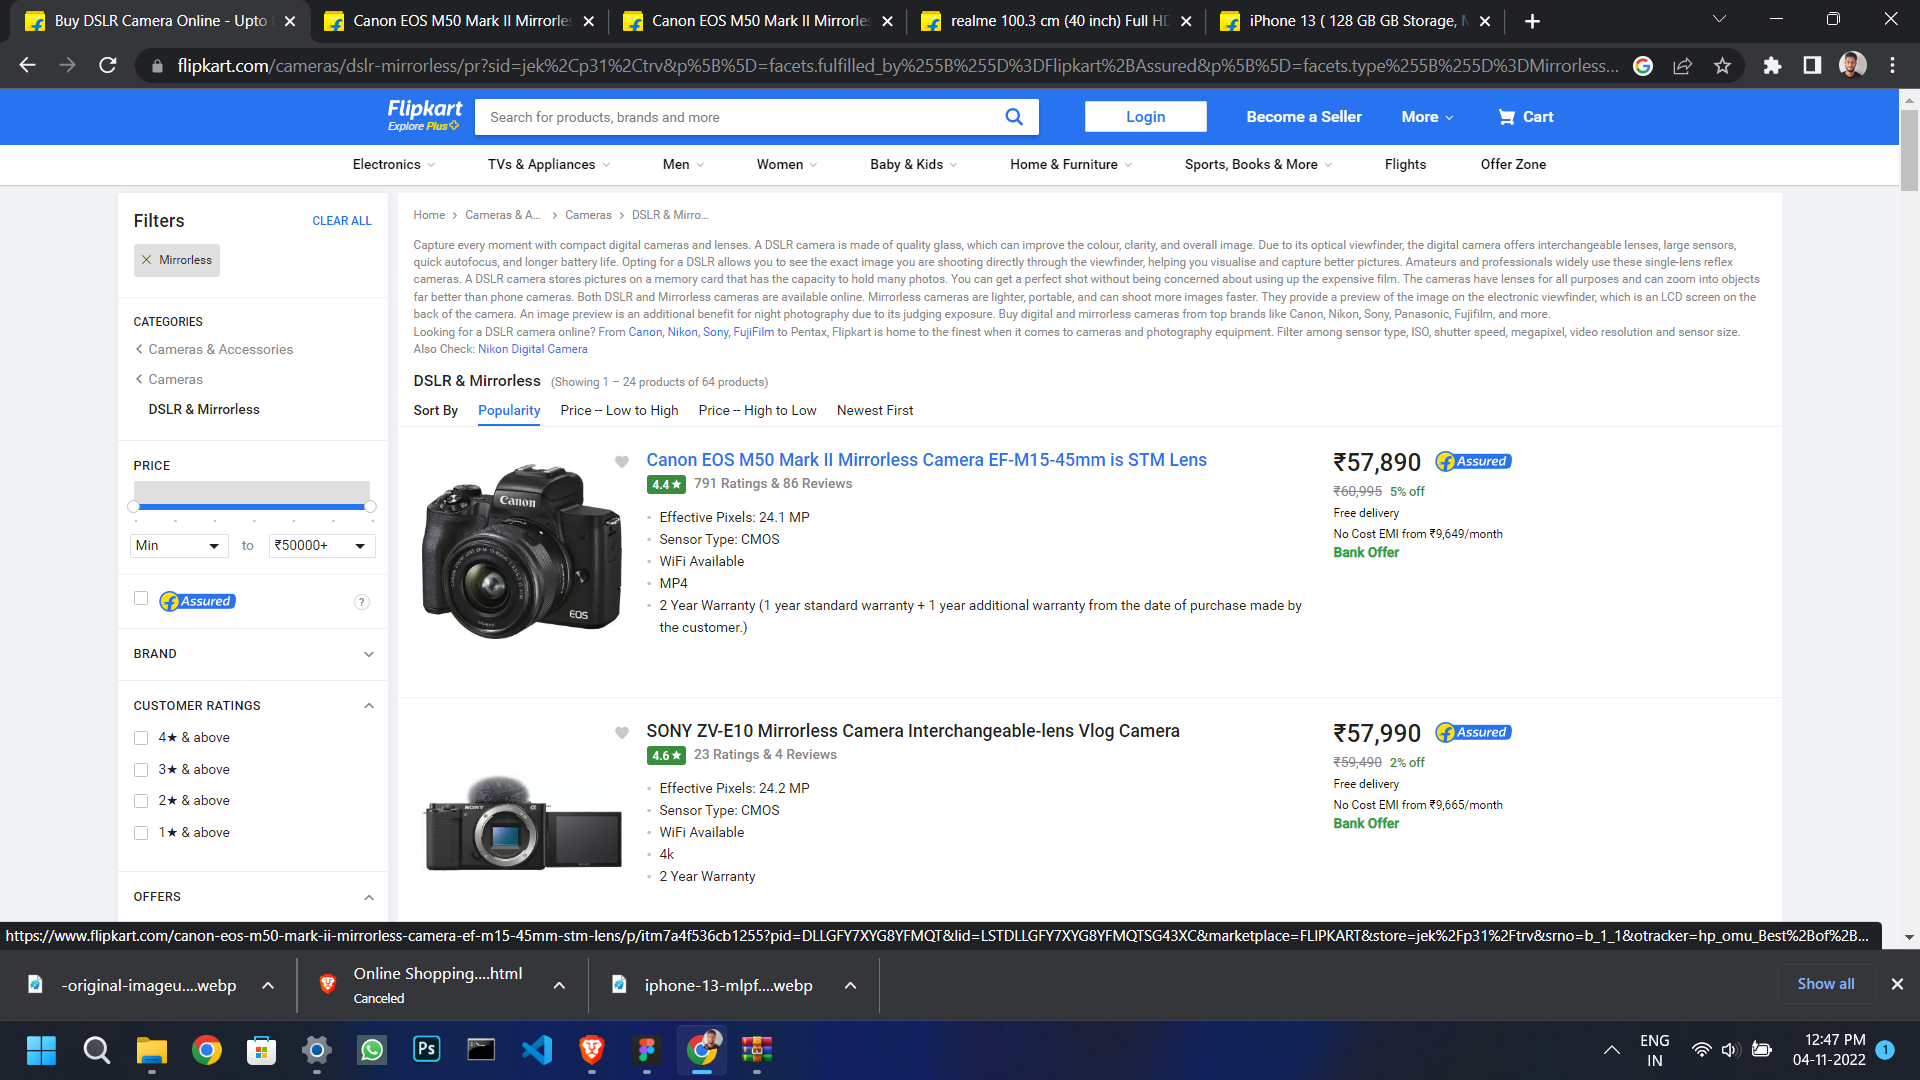 Buy DSLR Camera Online - Upto
Canon EOS M50 Mark II Mirrorles
Canon EOS M50 Mark II Mirrorles
realme 100.3 cm (40 inch) Full HD
iPhone 13 ( 128 GB GB Storage,
flipkart.com/cameras/dslr-mirrorless/pr?sid=jek%2Cp31%2Ctrv&p%5B%5D=facets.fulfilled_by%255B%255D%3DFlipkart%2BAssured&p%5B%5D=facets.type%255B%255D%3DMirrorless...
Flipkart
Explore Plus
Search for products, brands and more
Login
Become a Seller
More
Cart
Electronics
TVs & Appliances
Men
Women
Baby & Kids
Home & Furniture
Sports, Books & More
Flights
Offer Zone
Filters
CLEAR ALL
Mirrorless
CATEGORIES
Cameras & Accessories
Cameras
DSLR & Mirrorless
PRICE
Min
to
₹50000+
Assured
?
BRAND
CUSTOMER RATINGS
4★ & above
3★ & above
2★ & above
1★ & above
OFFERS
Home
Cameras & A...
Cameras
DSLR & Mirro...
Capture every moment with compact digital cameras and lenses. A DSLR camera is made of quality glass, which can improve the colour, clarity, and overall image. Due to its optical viewfinder, the digital camera offers interchangeable lenses, large sensors,
quick autofocus, and longer battery life. Opting for a DSLR allows you to see the exact image you are shooting directly through the viewfinder, helping you visualise and capture better pictures. Amateurs and professionals widely use these single-lens reflex
cameras. A DSLR camera stores pictures on a memory card that has the capacity to hold many photos. You can get a perfect shot without being concerned about using up the expensive film. The cameras have lenses for all purposes and can zoom into objects
far better than phone cameras. Both DSLR and Mirrorless cameras are available online. Mirrorless cameras are lighter, portable, and can shoot more images faster. They provide a preview of the image on the electronic viewfinder, which is an LCD screen on the
back of the camera. An image preview is an additional benefit for night photography due to its judging exposure. Buy digital and mirrorless cameras from top brands like Canon, Nikon, Sony, Panasonic, Fujifilm, and more.
Looking for a DSLR camera online? From Canon, Nikon, Sony, FujiFilm to Pentax, Flipkart is home to the finest when it comes to cameras and photography equipment. Filter among sensor type, ISO, shutter speed, megapixel, video resolution and sensor size.
Also Check: Nikon Digital Camera
DSLR & Mirrorless (Showing 1 – 24 products of 64 products)
Sort By
Popularity
Price -- Low to High
Price -- High to Low
Newest First
Canon
EOS
Canon EOS M50 Mark II Mirrorless Camera EF-M15-45mm is STM Lens
4.4★ 791 Ratings & 86 Reviews
Effective Pixels: 24.1 MP
Sensor Type: CMOS
WiFi Available
MP4
2 Year Warranty (1 year standard warranty + 1 year additional warranty from the date of purchase made by
the customer.)
₹57,890
Assured
₹60,995 5% off
Free delivery
No Cost EMI from ₹9,649/month
Bank Offer
SONY
SONY ZV-E10 Mirrorless Camera Interchangeable-lens Vlog Camera
4.6★ 23 Ratings & 4 Reviews
Effective Pixels: 24.2 MP
Sensor Type: CMOS
WiFi Available
4k
2 Year Warranty
₹57,990
Assured
₹59,490 2% off
Free delivery
No Cost EMI from ₹9,665/month
Bank Offer
https://www.flipkart.com/canon-eos-m50-mark-ii-mirrorless-camera-ef-m15-45mm-stm-lens/p/itm7a4f536cb1255?pid=DLLGFY7XYG8YFMQT&lid=LSTDLLGFY7XYG8YFMQTSG43XC&marketplace=FLIPKART&store=jek%2Fp31%2Ftrv&srno=b_1_1&otracker=hp_omu_Best%2Bof%2B...
-original-imageu....webp
Online Shopping....html
Canceled
iphone-13-mlpf....webp
Show all
Ps
ENG
IN
12:47 PM
04-11-2022
1